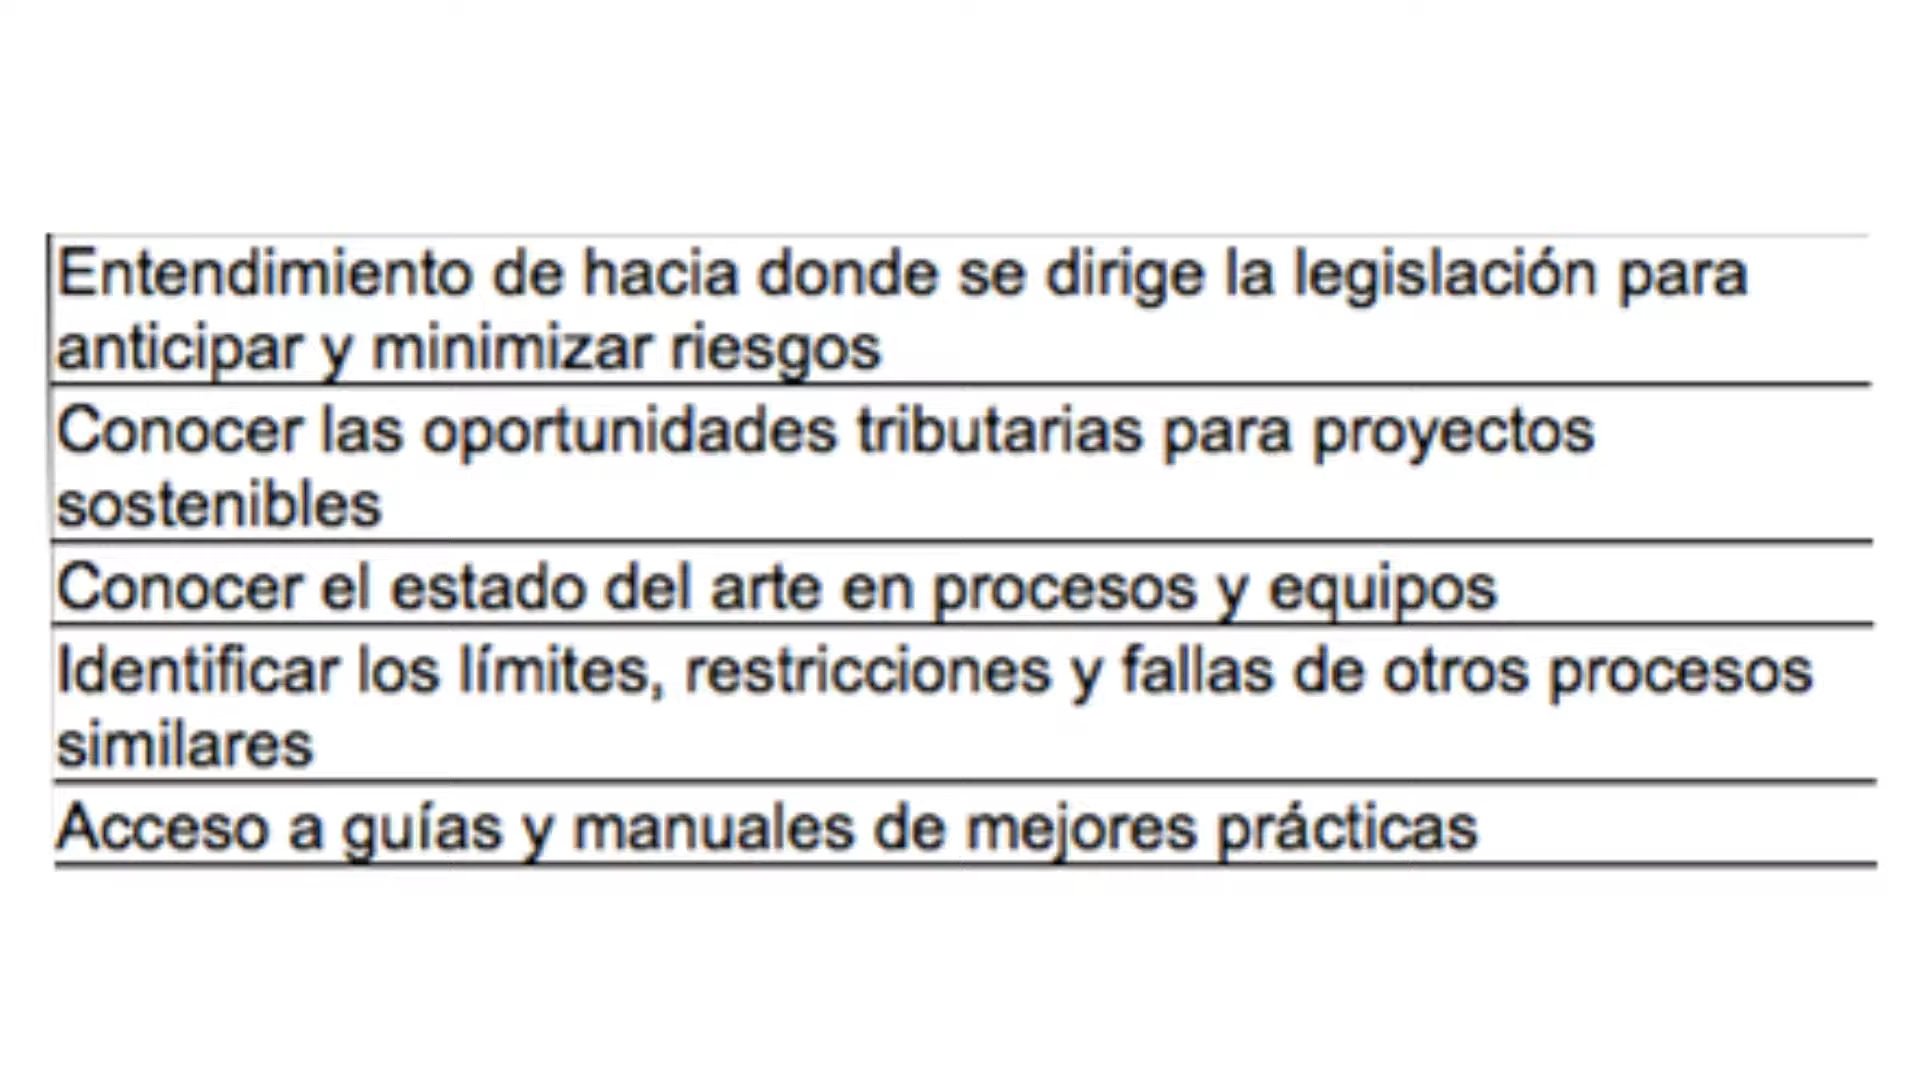 Entendimiento de hacia donde se dirige la legislación para
anticipar y minimizar riesgos
Conocer las oportunidades tributarias para proyectos
sostenibles
Conocer el estado del arte en procesos y equipos
Identificar los límites, restricciones y fallas de otros procesos
similares
Acceso a guías y manuales de mejores prácticas